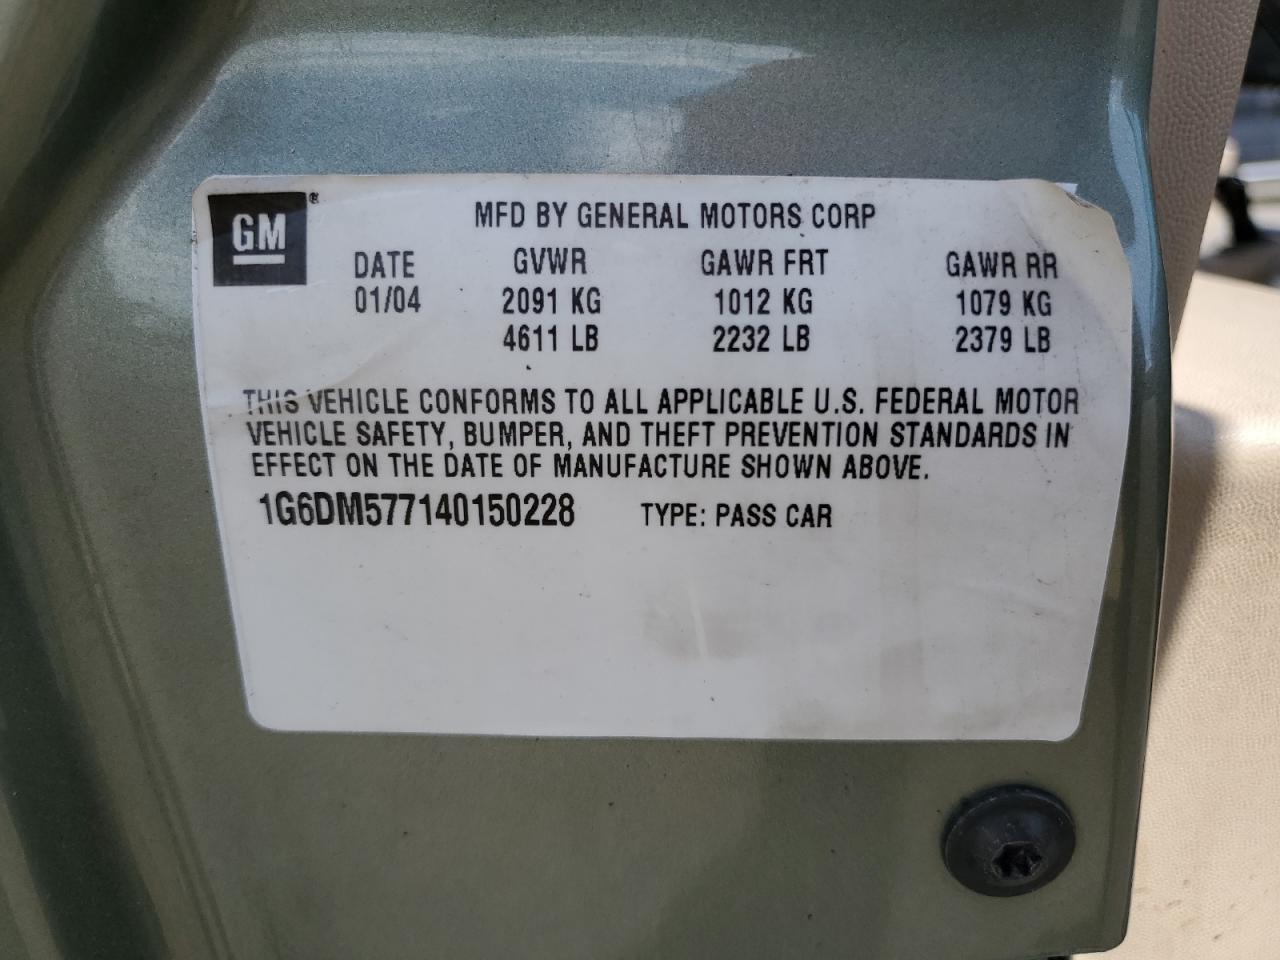 GM ®
MFD BY GENERAL MOTORS CORP
DATE GVWR GAWR FRT GAWR RR
01/04 2091 KG 1012 KG 1079 KG
4611 LB 2232 LB 2379 LB
THIS VEHICLE CONFORMS TO ALL APPLICABLE U.S. FEDERAL MOTOR
VEHICLE SAFETY, BUMPER, AND THEFT PREVENTION STANDARDS IN
EFFECT ON THE DATE OF MANUFACTURE SHOWN ABOVE.
1G6DM577140150228 TYPE: PASS CAR